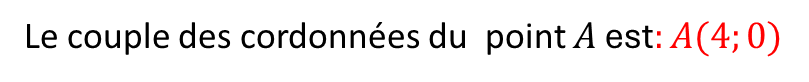 Le couple des cordonnées du point A est: A(4; 0)